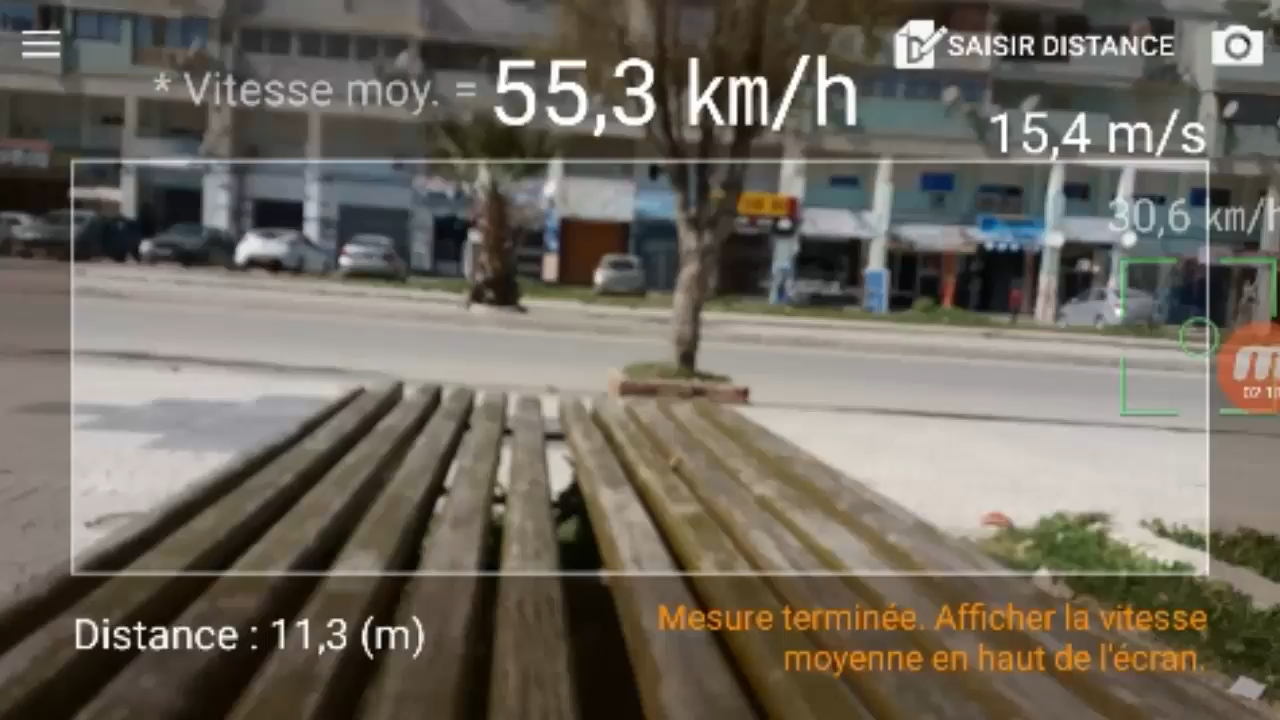 SAISIR DISTANCE
* Vitesse moy. = 55,3 km/h
15,4 m/s
30,6 km/h
Distance : 11,3 (m)
Mesure terminée. Afficher la vitesse
moyenne en haut de l'écran.